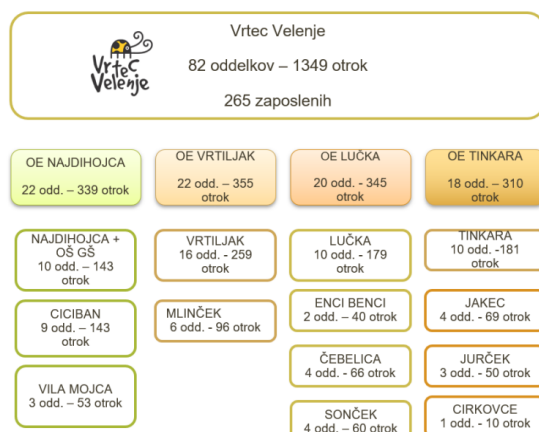 Vrtec Velenje
Vrtec
Velenje
82 oddelkov – 1349 otrok
265 zaposlenih
OE NAJDIHOJCA
22 odd. – 339 otrok
OE VRTILJAK
22 odd. – 355
otrok
OE LUČKA
20 odd. - 345
otrok
OE TINKARA
18 odd. – 310
otrok
NAJDIHOJCA +
OŠ GŠ
10 odd. – 143
otrok
CICIBAN
9 odd. – 143
otrok
VILA MOJCA
3 odd. – 53 otrok
VRTILJAK
16 odd. - 259
otrok
MLINČEK
6 odd. - 96 otrok
LUČKA
10 odd. - 179
otrok
ENCI BENCI
2 odd. – 40 otrok
ČEBELICA
4 odd. - 66 otrok
SONČEK
4 odd. – 60 otrok
TINKARA
10 odd. -181
otrok
JAKEC
4 odd. - 69 otrok
JURČEK
3 odd. - 50 otrok
CIRKOVCE
1 odd. - 10 otrok